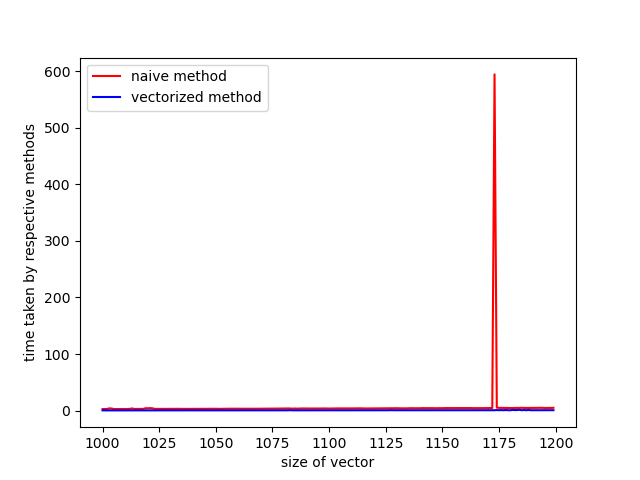 naive method
vectorized method
time taken by respective methods
600
500
400
300
200
100
0
1000 1025 1050 1075 1100 1125 1150 1175 1200
size of vector